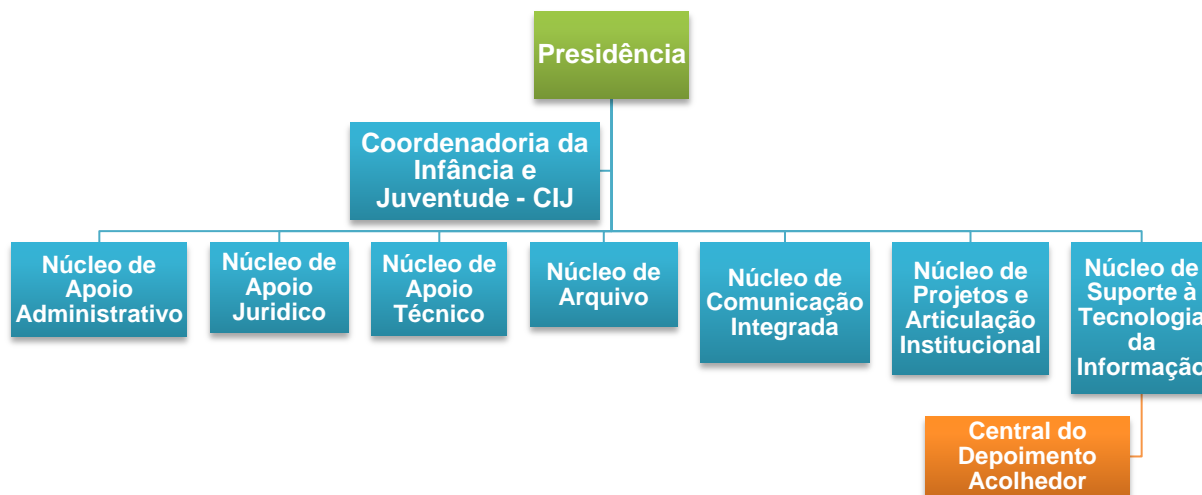 Presidência
Coordenadoria da
Infância e
Juventude - CIJ
Núcleo de
Apoio
Administrativo
Núcleo de
Apoio
Juridico
Núcleo de
Apoio
Técnico
Núcleo de
Arquivo
Núcleo de
Comunicação
Integrada
Núcleo de
Projetos e
Articulação
Institucional
Núcleo de
Suporte à
Tecnologia
da
Informação
Central do
Depoimento
Acolhedor